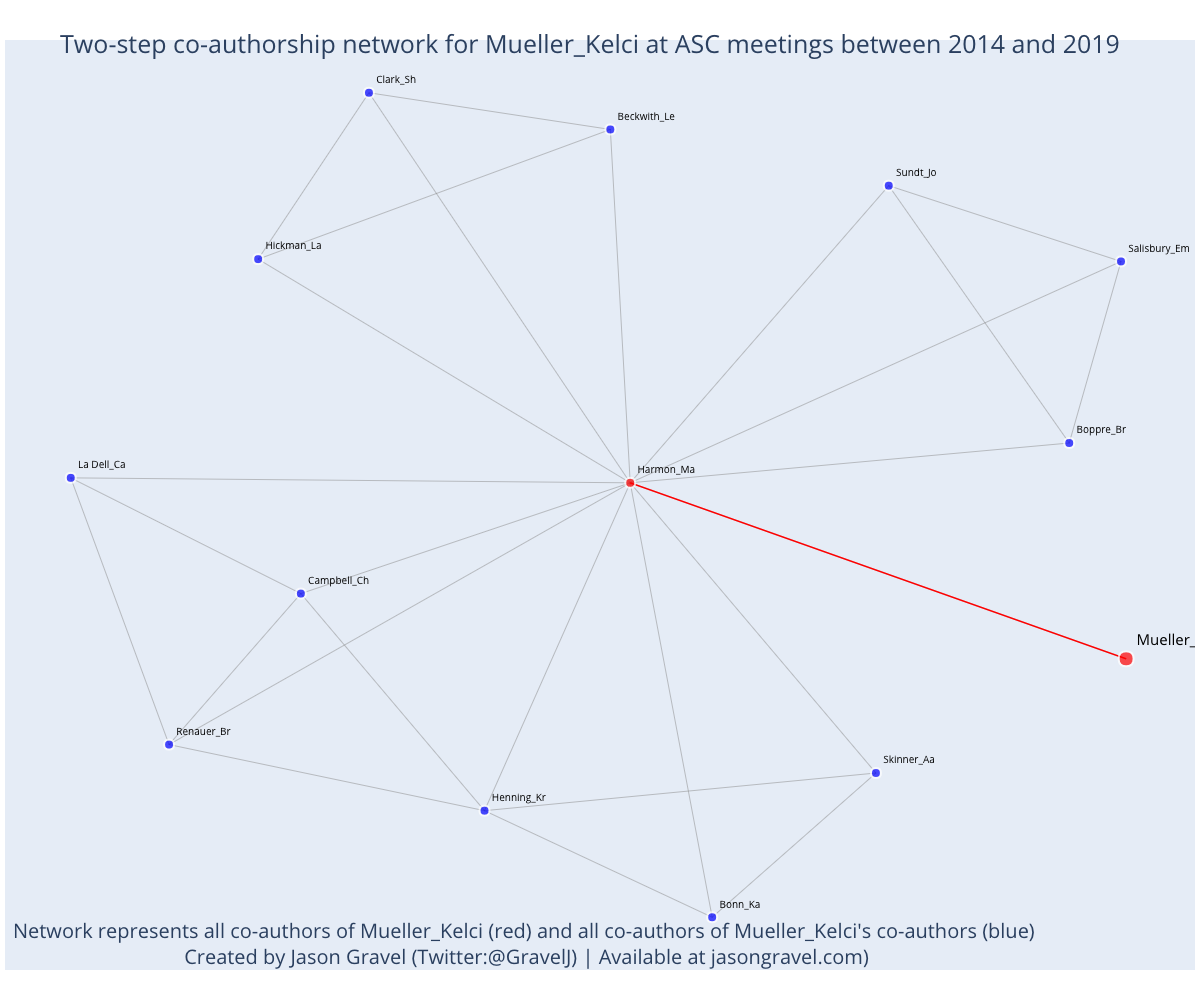 Two-step co-authorship network for Mueller_Kelci at ASC meetings between 2014 and 2019
Clark_Sh
Beckwith_Le
Sundt_Jo
Hickman_La
Salisbury_Em
Boppre_Br
La Dell_Ca
Harmon_Ma
Campbell_Ch
Mueller_
Renauer_Br
Skinner_Aa
Henning_Kr
Bonn_Ka
Network represents all co-authors of Mueller_Kelci (red) and all co-authors of Mueller_Kelci's co-authors (blue)
Created by Jason Gravel (Twitter:@GravelJ) | Available at jasongravel.com)